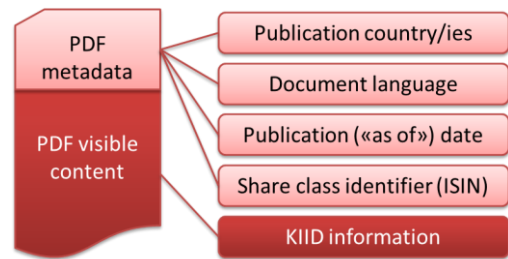 PDF
metadata
PDF visible
content
Publication country/ies
Document language
Publication («as of») date
Share class identifier (ISIN)
KIID information